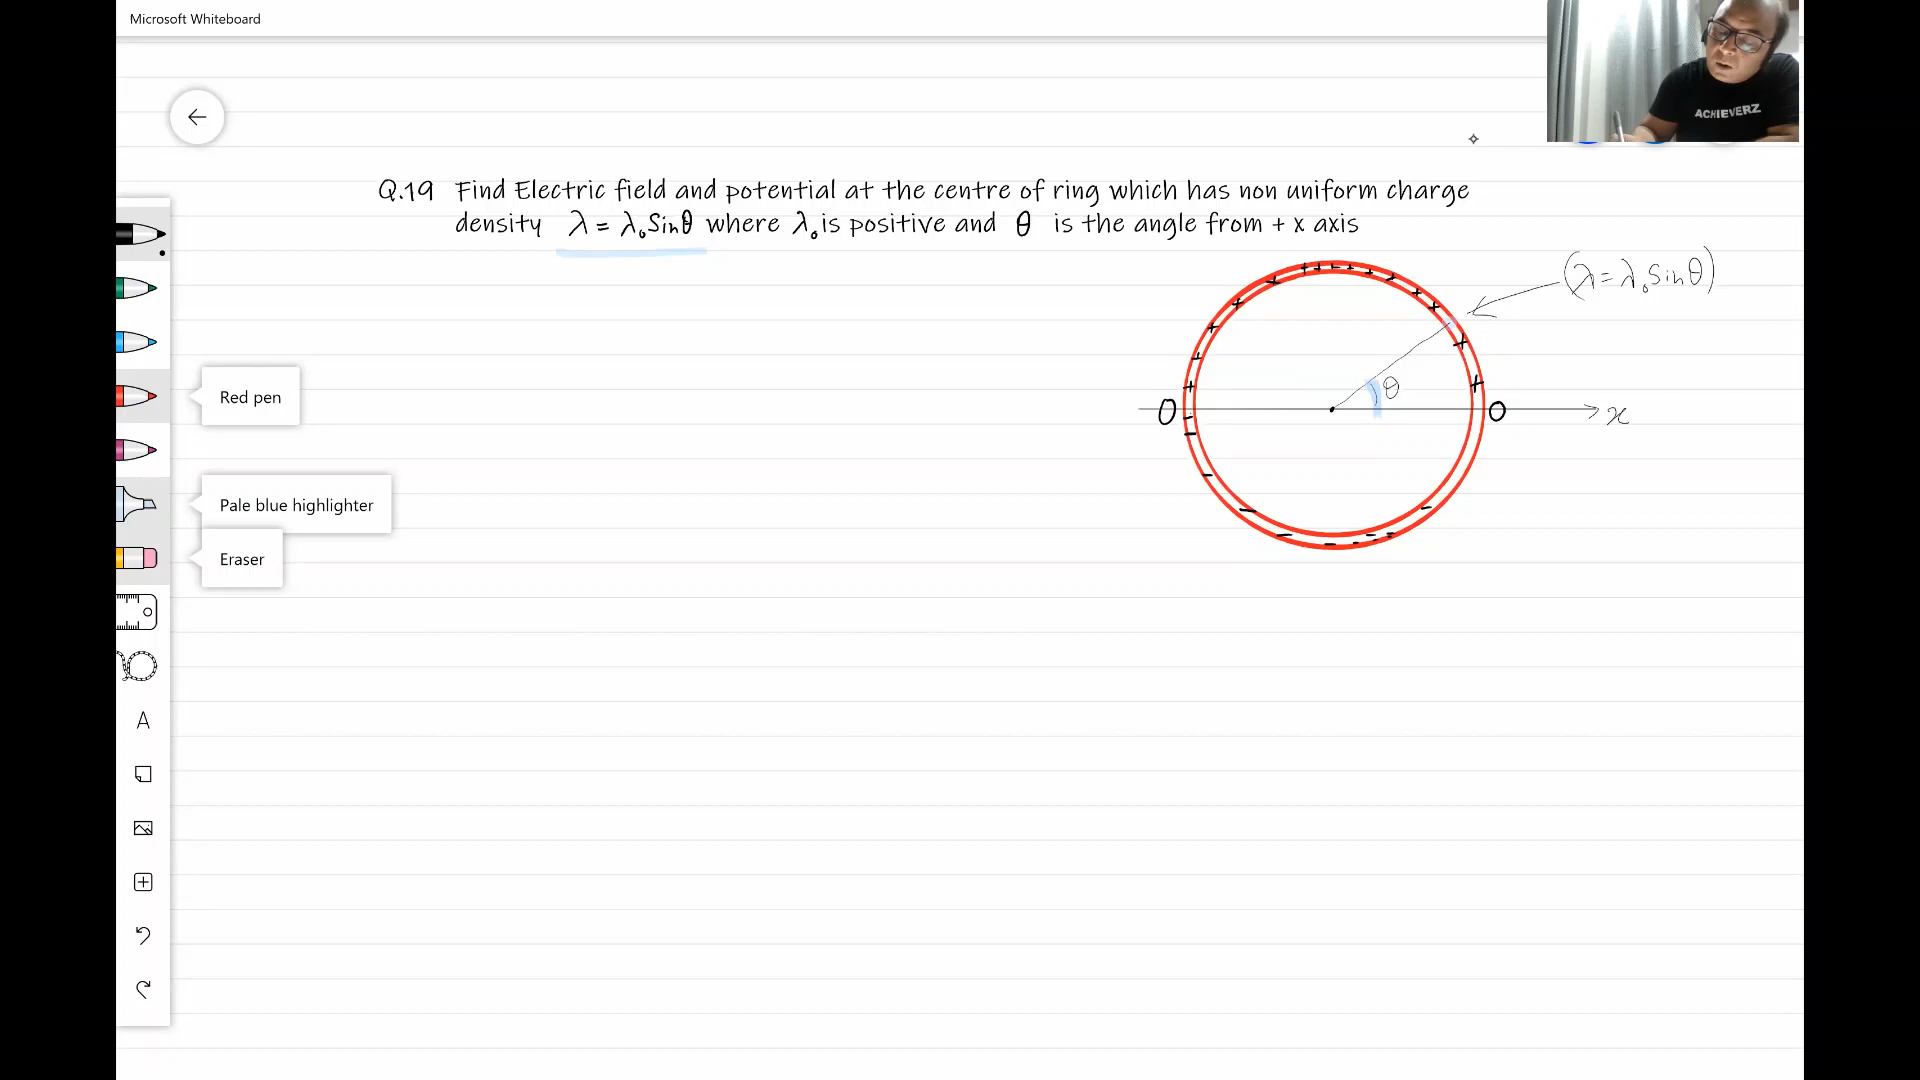 Microsoft Whiteboard
ACHIEVERZ
Q.19 Find Electric field and potential at the centre of ring which has non uniform charge
density λ = λ₀Sinθ where λ₀ is positive and θ is the angle from + x axis
(λ = λ₀Sinθ)
θ
0
0
x
Red pen
Pale blue highlighter
Eraser
A